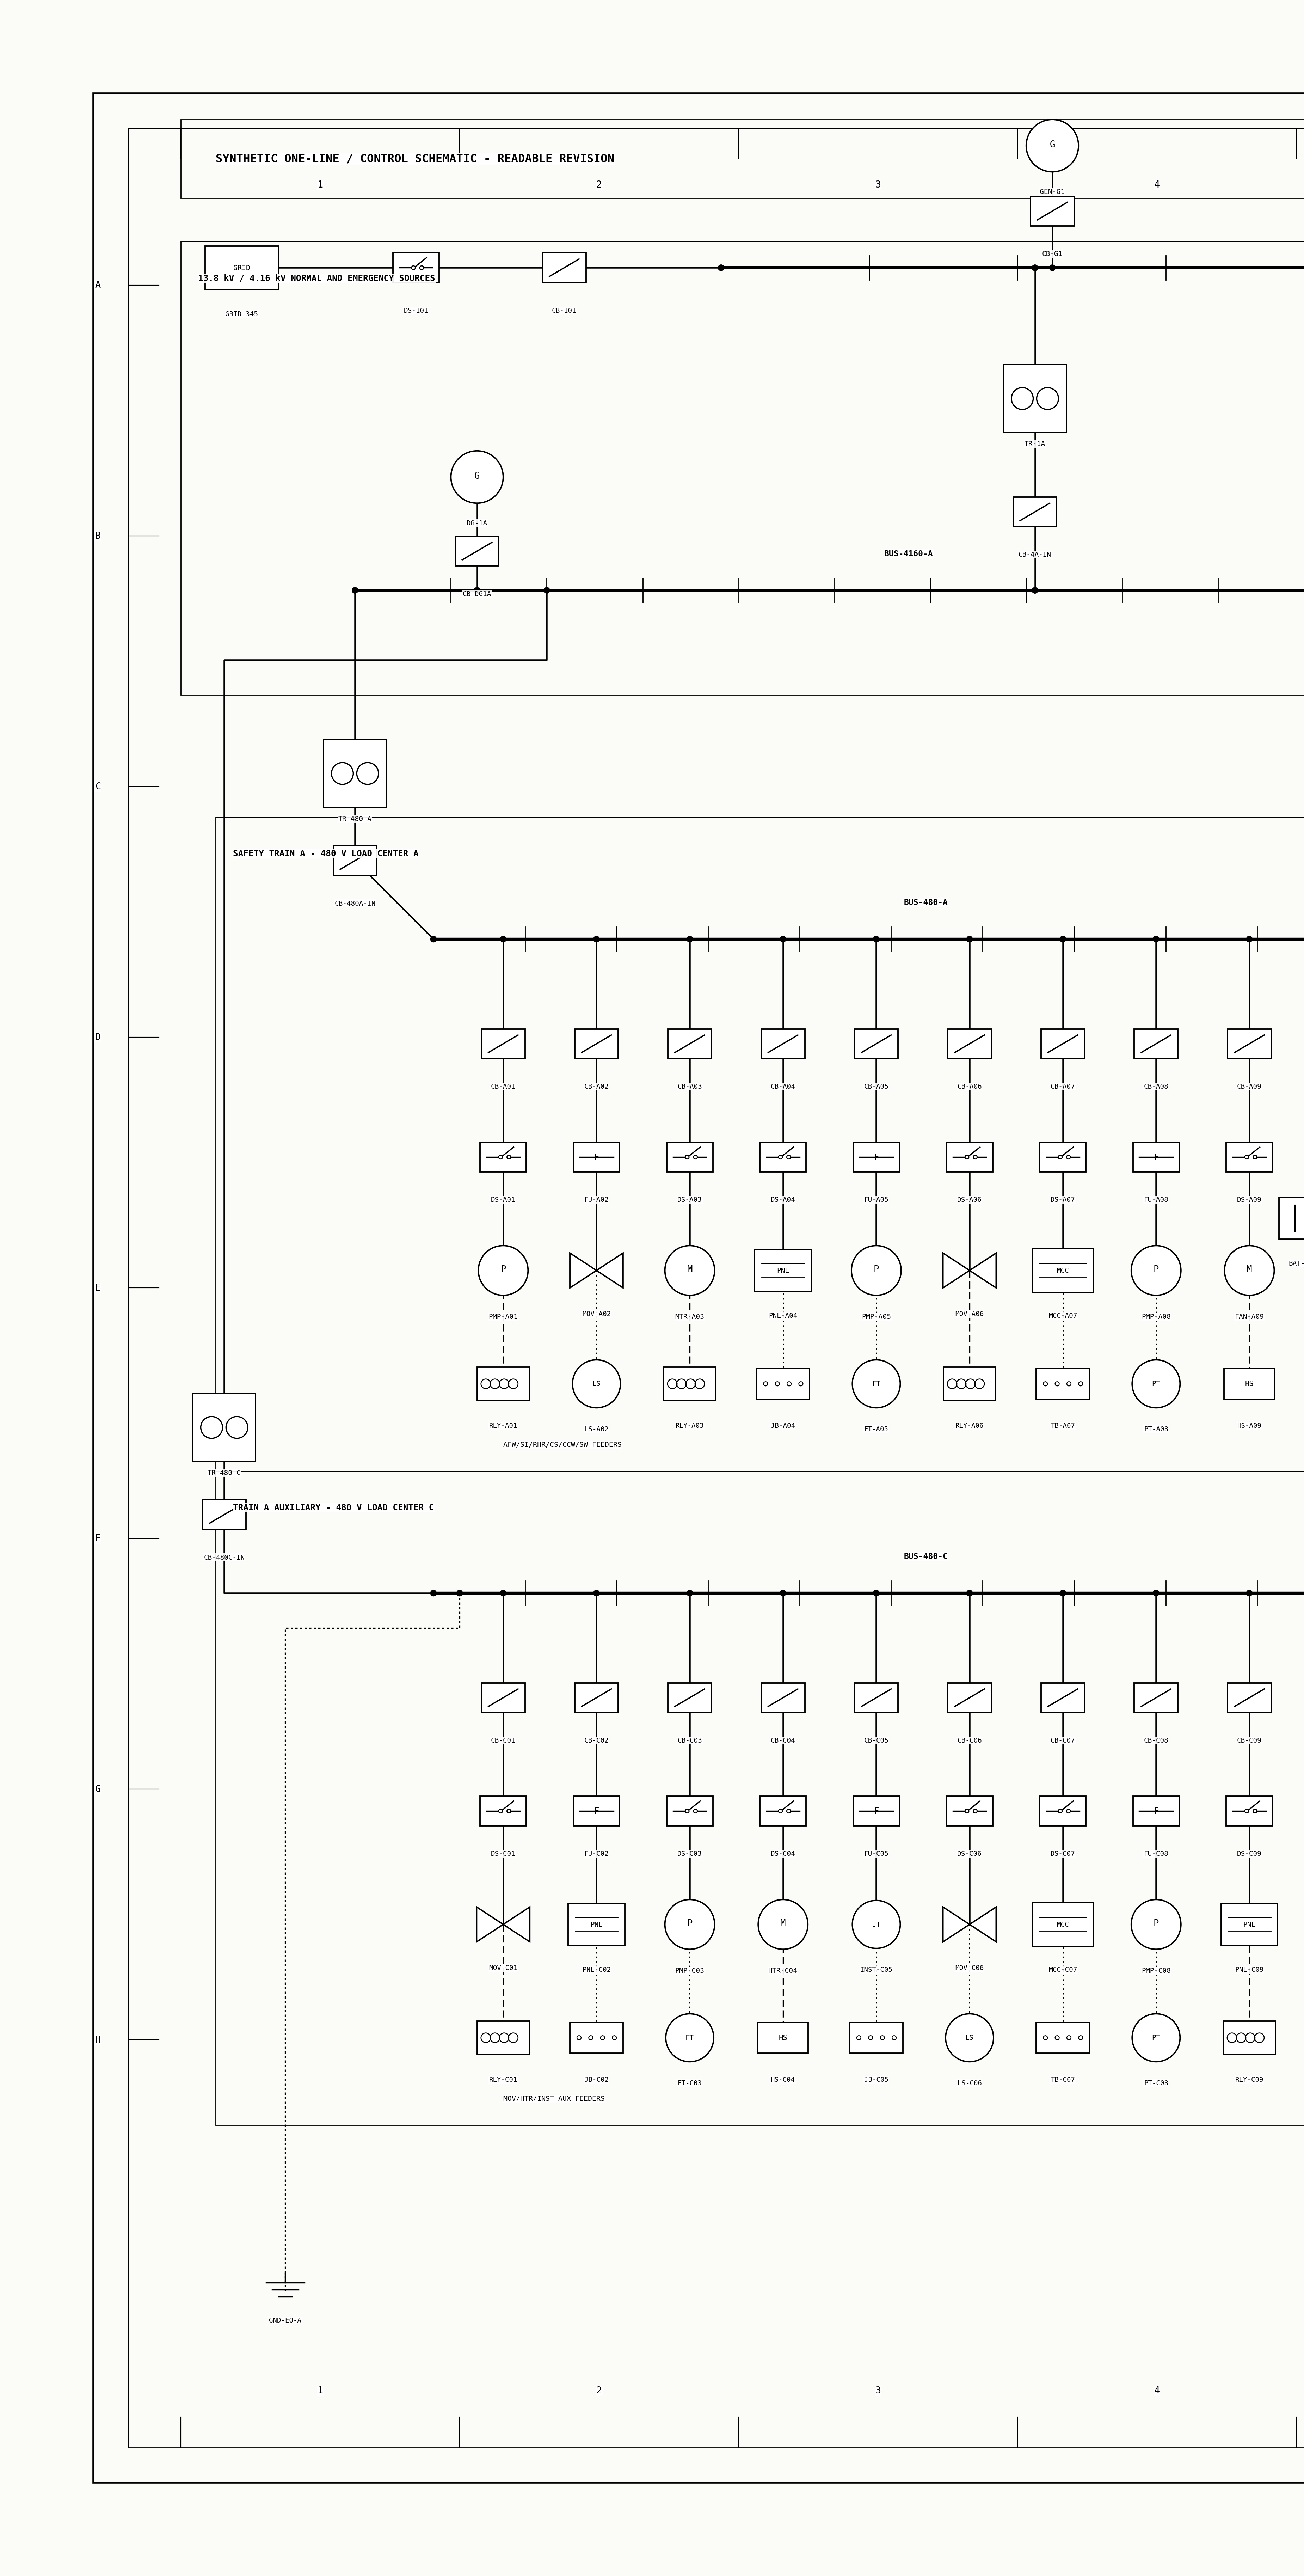 SYNTHETIC ONE-LINE / CONTROL SCHEMATIC - READABLE REVISION
1 2 3 4
G
GEN-G1
CB-G1
GRID
13.8 kV / 4.16 kV NORMAL AND EMERGENCY SOURCES
A
GRID-345 DS-101 CB-101
TR-1A
G
DG-1A
B
BUS-4160-A CB-4A-IN
CB-DG1A
C
TR-480-A
SAFETY TRAIN A - 480 V LOAD CENTER A
CB-480A-IN BUS-480-A
D
CB-A01 CB-A02 CB-A03 CB-A04 CB-A05 CB-A06 CB-A07 CB-A08 CB-A09
F F F
DS-A01 FU-A02 DS-A03 DS-A04 FU-A05 DS-A06 DS-A07 FU-A08 DS-A09
BAT-
P M PNL P MCC P M
E
PMP-A01 MOV-A02 MTR-A03 PNL-A04 PMP-A05 MOV-A06 MCC-A07 PMP-A08 FAN-A09
LS FT PT HS
RLY-A01 LS-A02 RLY-A03 JB-A04 FT-A05 RLY-A06 TB-A07 PT-A08 HS-A09
AFW/SI/RHR/CS/CCW/SW FEEDERS
TR-480-C
TRAIN A AUXILIARY - 480 V LOAD CENTER C
F
CB-480C-IN BUS-480-C
CB-C01 CB-C02 CB-C03 CB-C04 CB-C05 CB-C06 CB-C07 CB-C08 CB-C09
G
F F F
DS-C01 FU-C02 DS-C03 DS-C04 FU-C05 DS-C06 DS-C07 FU-C08 DS-C09
PNL P M IT MCC P PNL
MOV-C01 PNL-C02 PMP-C03 HTR-C04 INST-C05 MOV-C06 MCC-C07 PMP-C08 PNL-C09
H
FT HS LS PT
RLY-C01 JB-C02 FT-C03 HS-C04 JB-C05 LS-C06 TB-C07 PT-C08 RLY-C09
MOV/HTR/INST AUX FEEDERS
GND-EQ-A
1 2 3 4